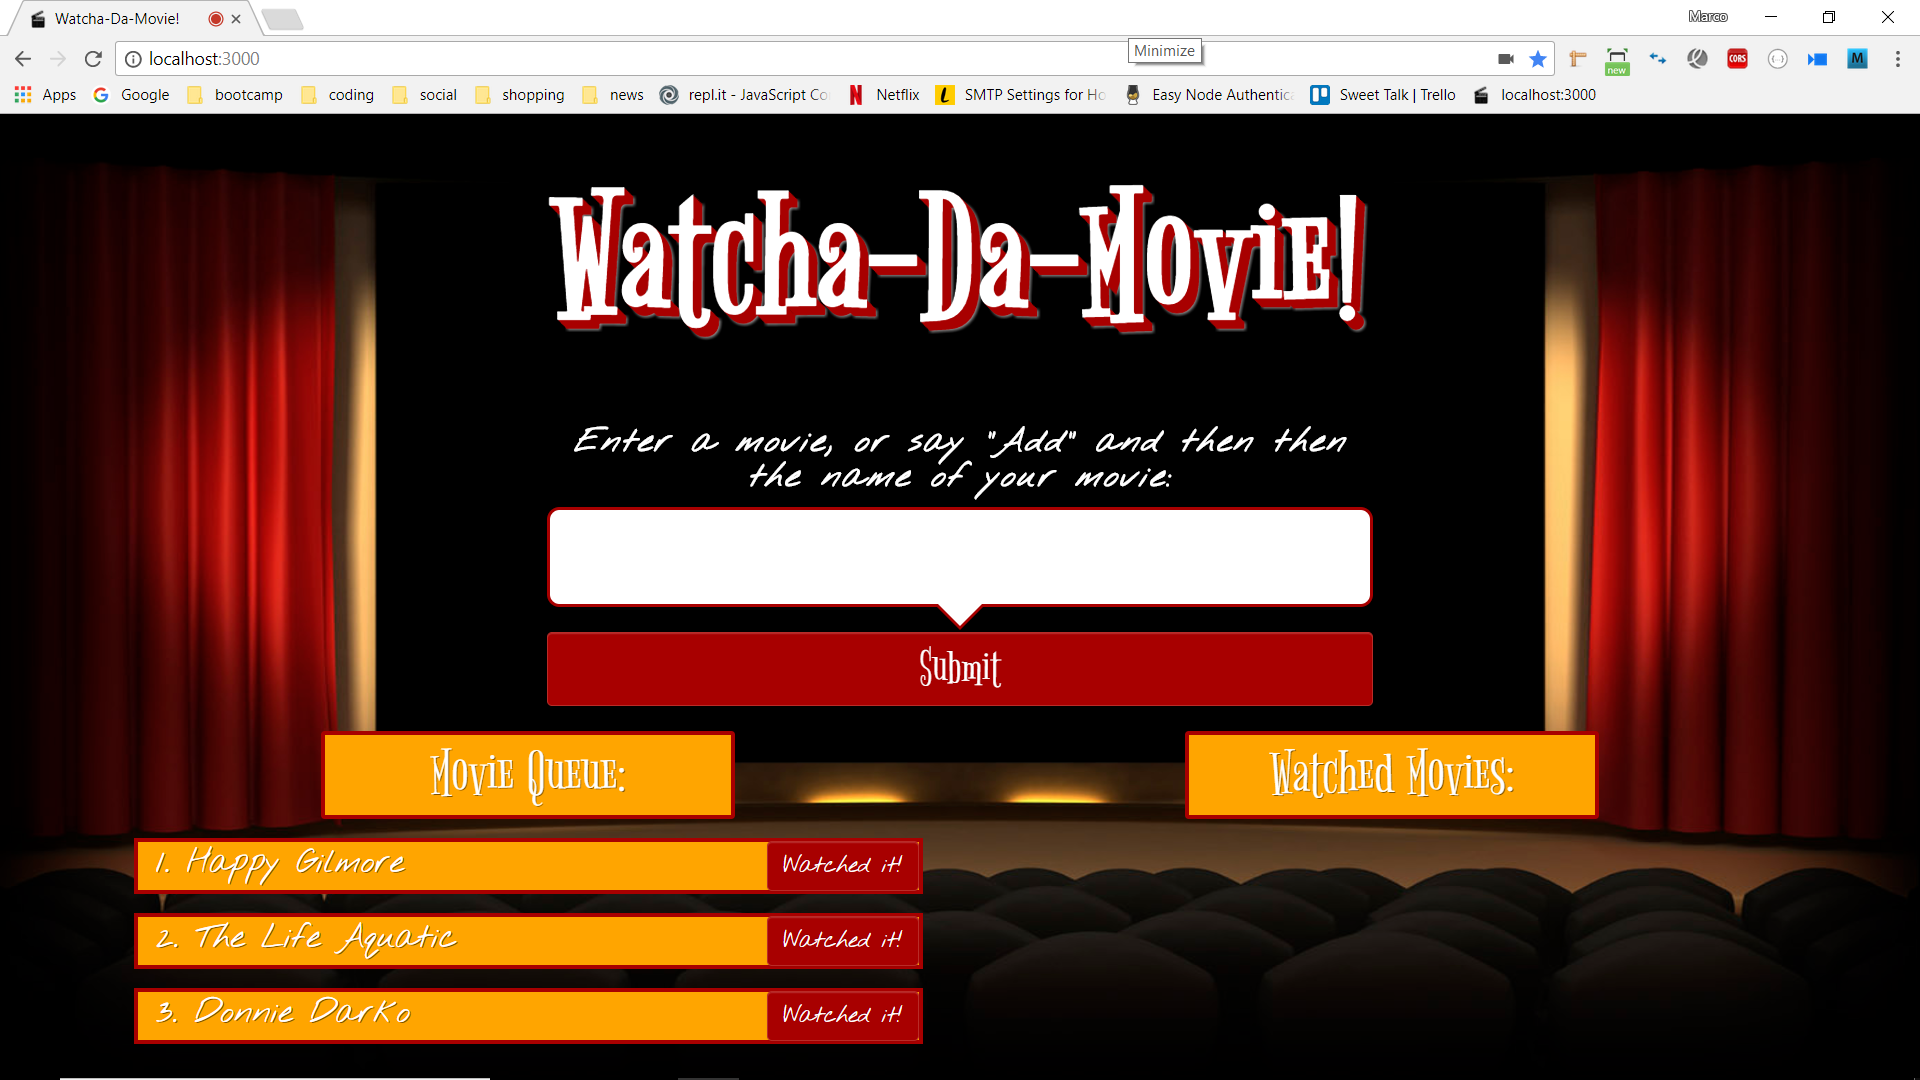 Watcha-Da-Movie!
Marco
localhost:3000
Minimize
new
CORS
M
Apps Google bootcamp coding social shopping news repl.it - JavaScript Co Netflix SMTP Settings for Ho Easy Node Authentica Sweet Talk | Trello localhost:3000
Watcha-Da-Movie!
Enter a movie, or say "Add" and then then
the name of your movie:
Submit
Movie Queue:
Watched Movies:
1. Happy Gilmore Watched it!
2. The Life Aquatic Watched it!
3. Donnie Darko Watched it!